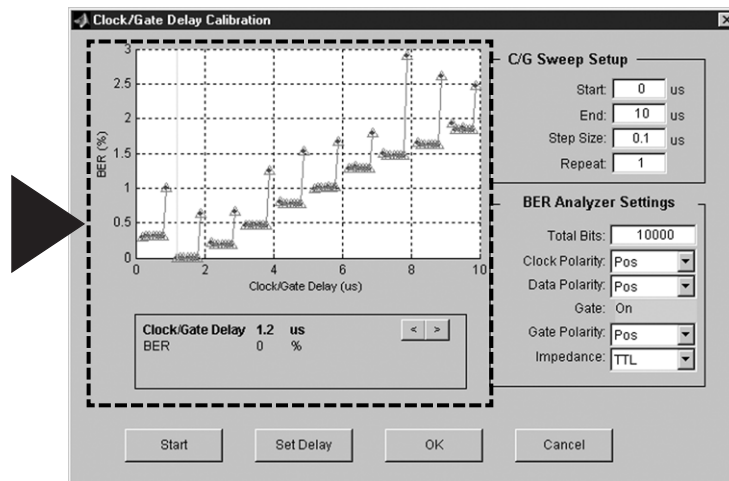 Clock/Gate Delay Calibration
3
2.5
2
1.5
1
0.5
0
BER (%)
0 2 4 6 8 10
Clock/Gate Delay (us)
Clock/Gate Delay 1.2 us
BER 0 %
< >
C/G Sweep Setup
Start: 0 us
End: 10 us
Step Size: 0.1 us
Repeat: 1
BER Analyzer Settings
Total Bits: 10000
Clock Polarity: Pos
Data Polarity: Pos
Gate: On
Gate Polarity: Pos
Impedance: TTL
Start Set Delay OK Cancel